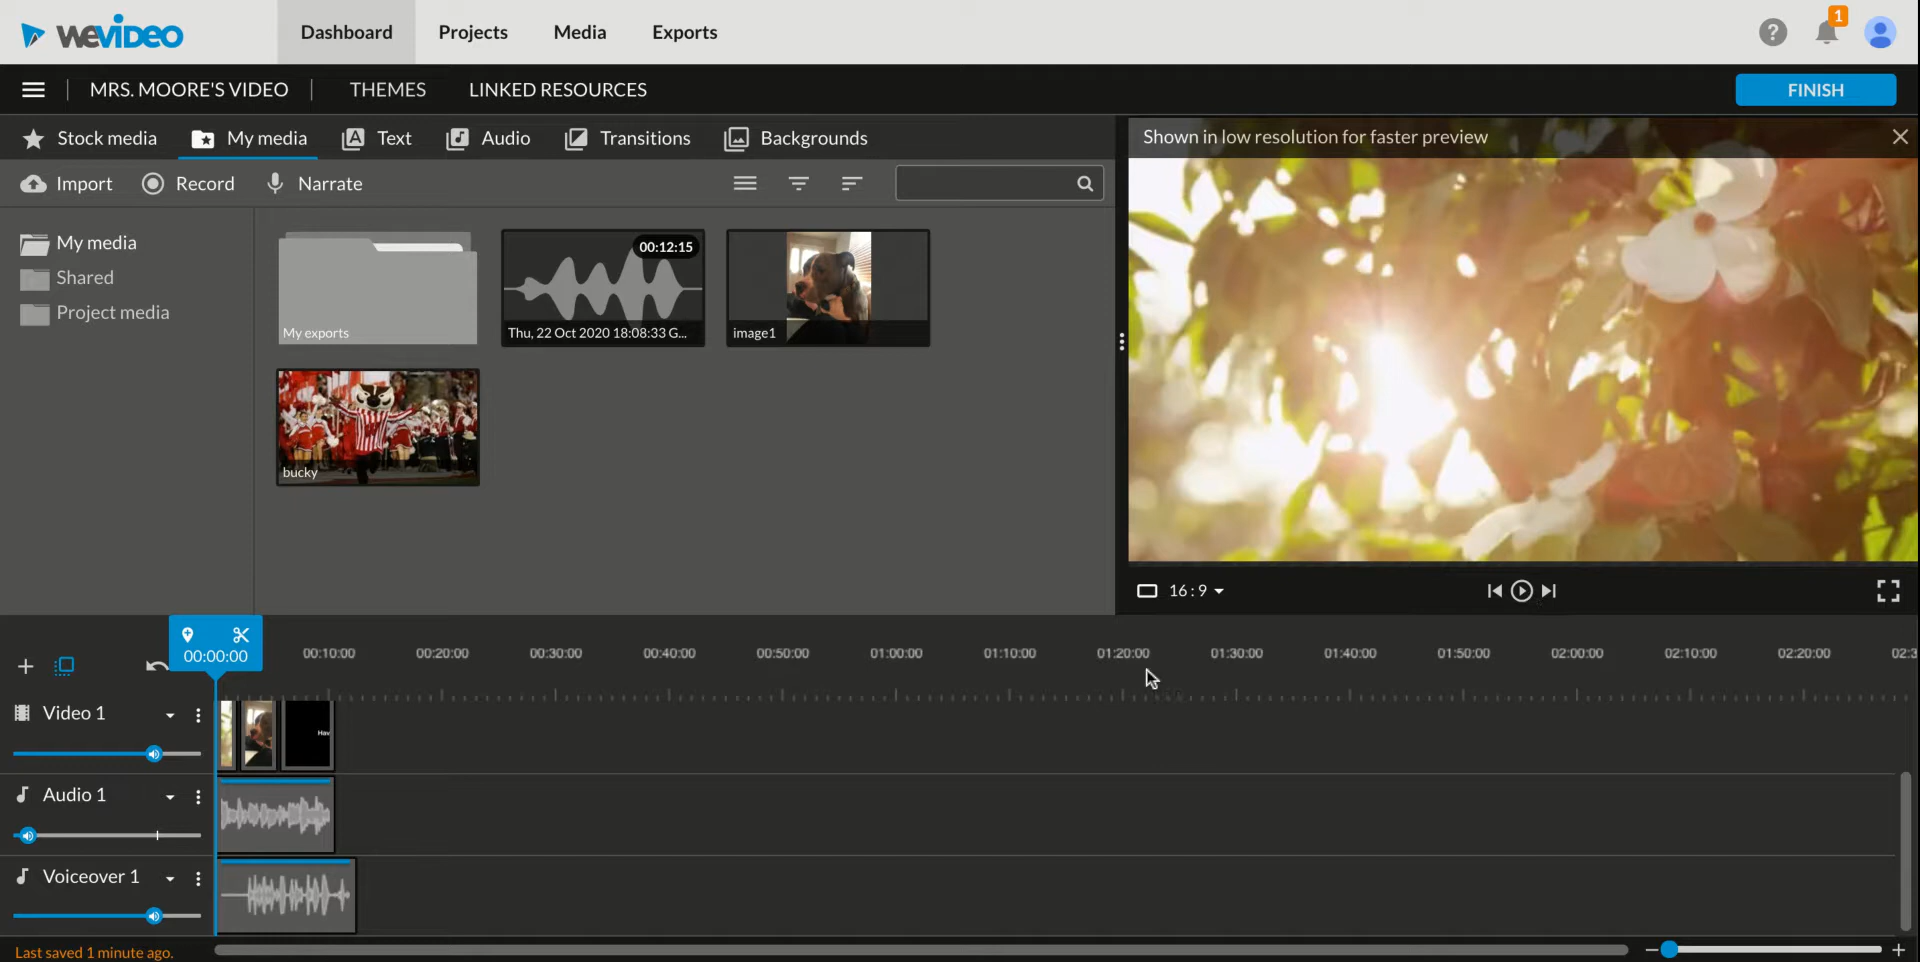 WEVIDEO
Dashboard
Projects
Media
Exports
?
1
MRS. MOORE'S VIDEO
THEMES
LINKED RESOURCES
FINISH
Stock media
My media
Text
Audio
Transitions
Backgrounds
Import
Record
Narrate
My media
Shared
Project media
My exports
00:12:15
Thu, 22 Oct 2020 18:08:33 G...
image1
bucky
Shown in low resolution for faster preview
16:9
00:00:00
00:10:00
00:20:00
00:30:00
00:40:00
00:50:00
01:00:00
01:10:00
01:20:00
01:30:00
01:40:00
01:50:00
02:00:00
02:10:00
02:20:00
02:3
Video 1
Hav
Audio 1
Voiceover 1
Last saved 1 minute ago.